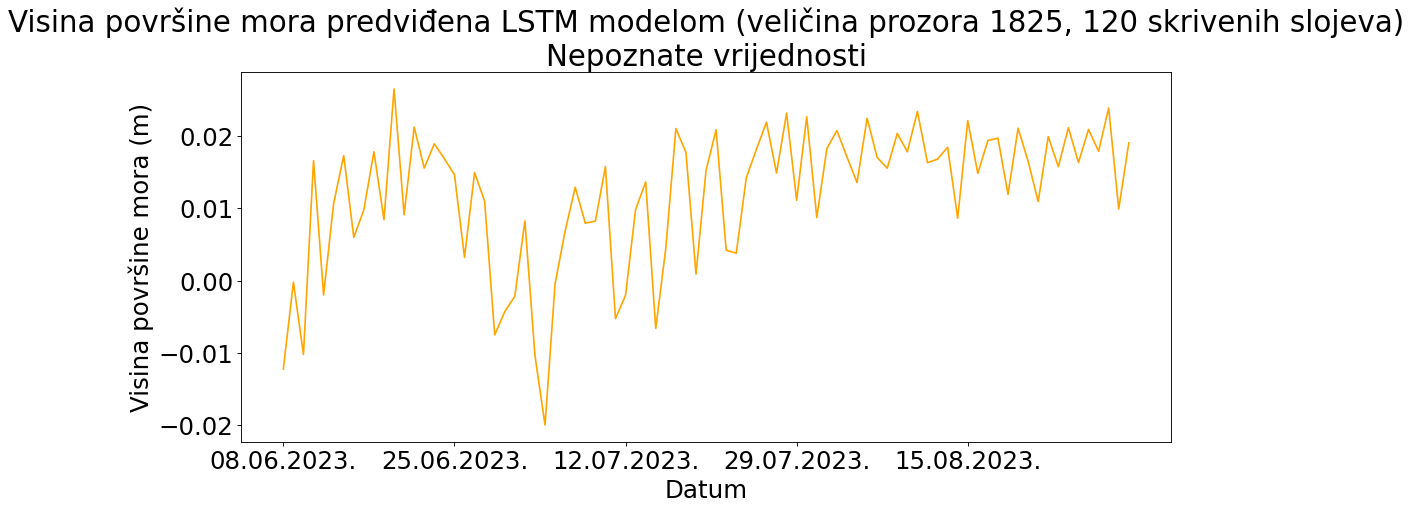 Visina površine mora predviđena LSTM modelom (veličina prozora 1825, 120 skrivenih slojeva)
Nepoznate vrijednosti
Visina površine mora (m)
0.02
0.01
0.00
−0.01
−0.02
08.06.2023. 25.06.2023. 12.07.2023. 29.07.2023. 15.08.2023.
Datum